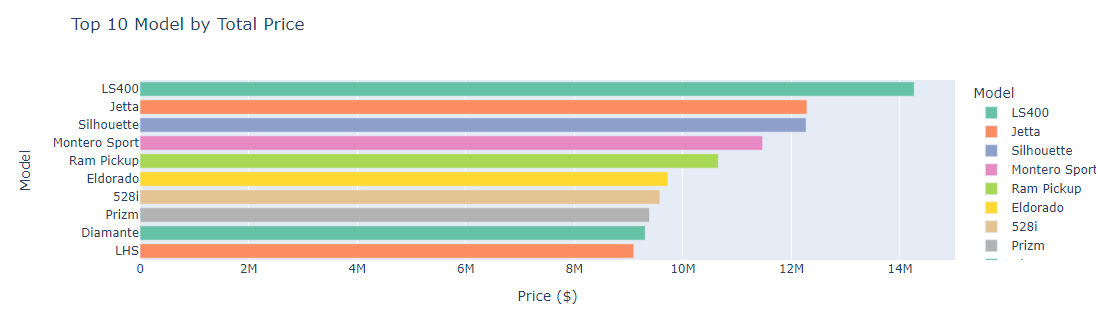 Top 10 Model by Total Price
Model
LS400
Jetta
Silhouette
Montero Sport
Ram Pickup
Eldorado
528i
Prizm
Diamante
LHS
0 2M 4M 6M 8M 10M 12M 14M
Price ($)
Model
LS400
Jetta
Silhouette
Montero Sport
Ram Pickup
Eldorado
528i
Prizm